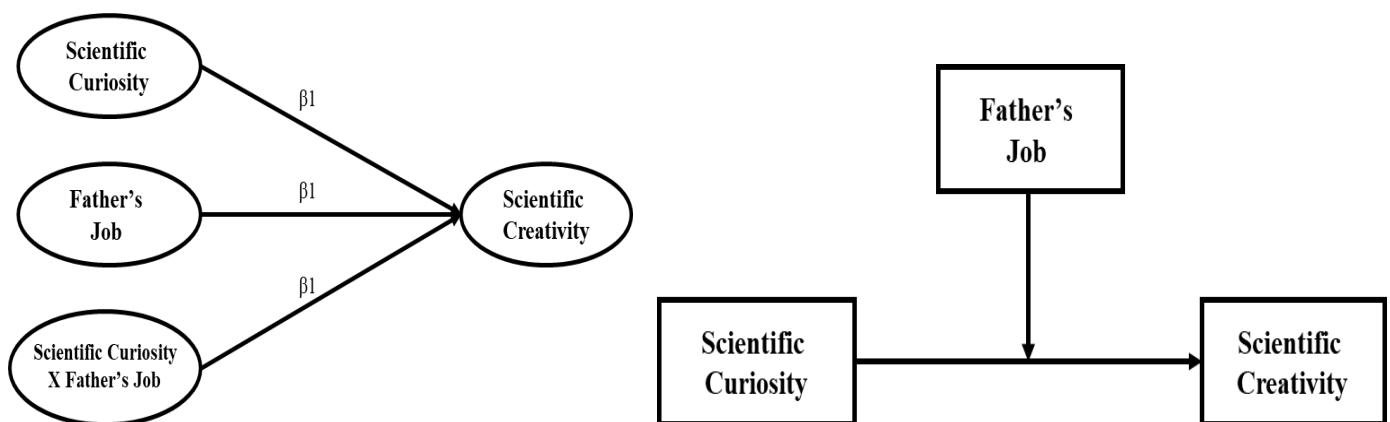 Scientific
Curiosity
β1
Father's
Job
β1
Scientific Curiosity
X Father's Job
β1
Scientific
Creativity
Father's
Job
Scientific
Curiosity
Scientific
Creativity